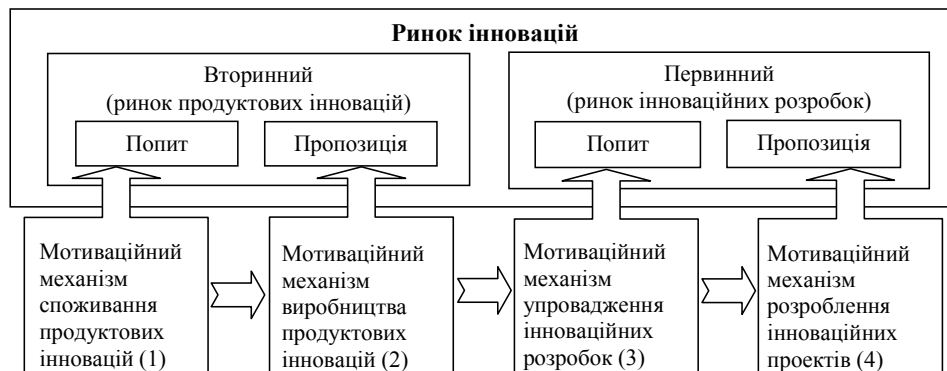 Ринок інновацій
Вторинний
(ринок продуктових інновацій)
Попит
Пропозиція
Первинний
(ринок інноваційних розробок)
Попит
Пропозиція
Мотиваційний
механізм
споживання
продуктових
інновацій (1)
Мотиваційний
механізм
виробництва
продуктових
інновацій (2)
Мотиваційний
механізм
упровадження
інноваційних
розробок (3)
Мотиваційний
механізм
розроблення
інноваційних
проектів (4)